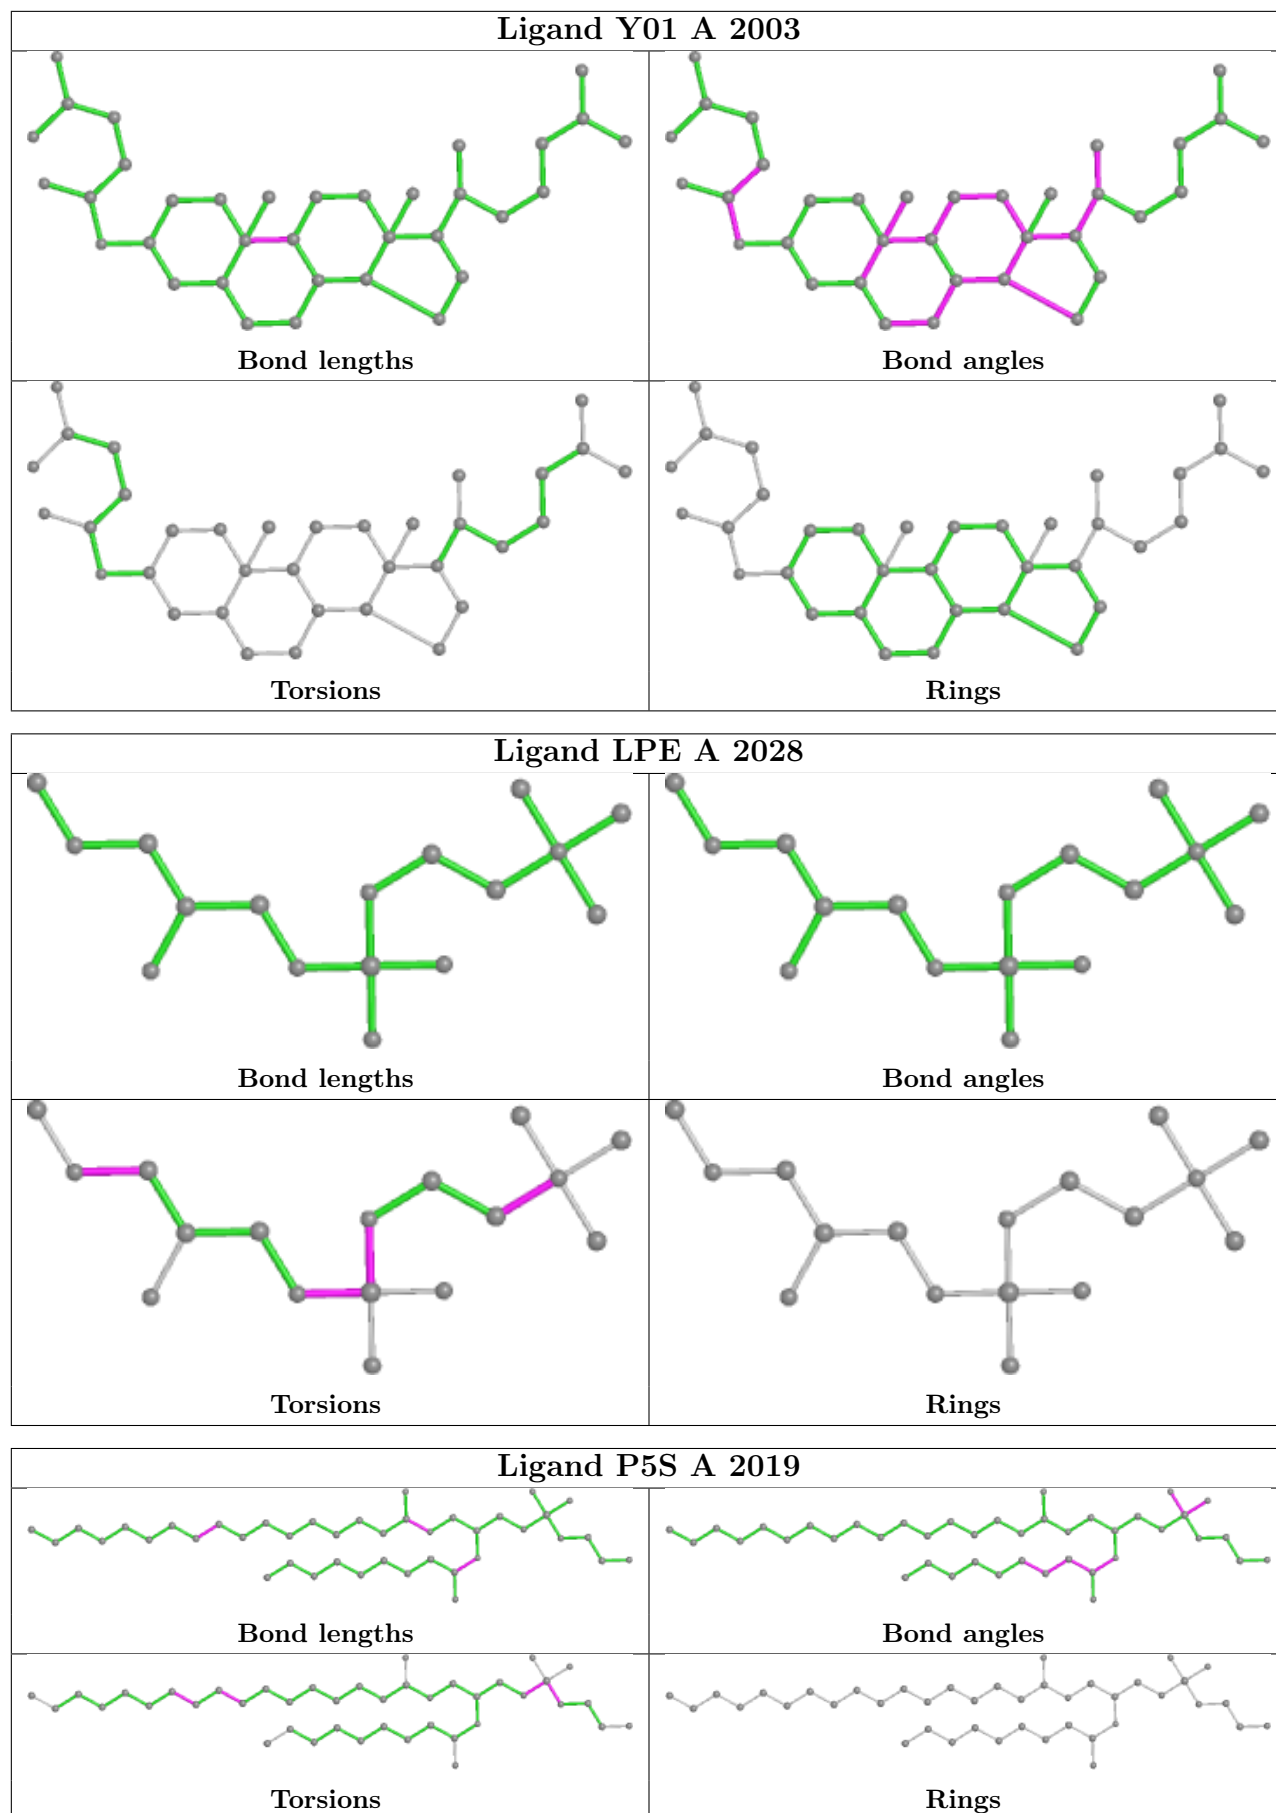 Ligand Y01 A 2003
Bond lengths
Bond angles
Torsions
Rings
Ligand LPE A 2028
Bond lengths
Bond angles
Torsions
Rings
Ligand P5S A 2019
Bond lengths
Bond angles
Torsions
Rings